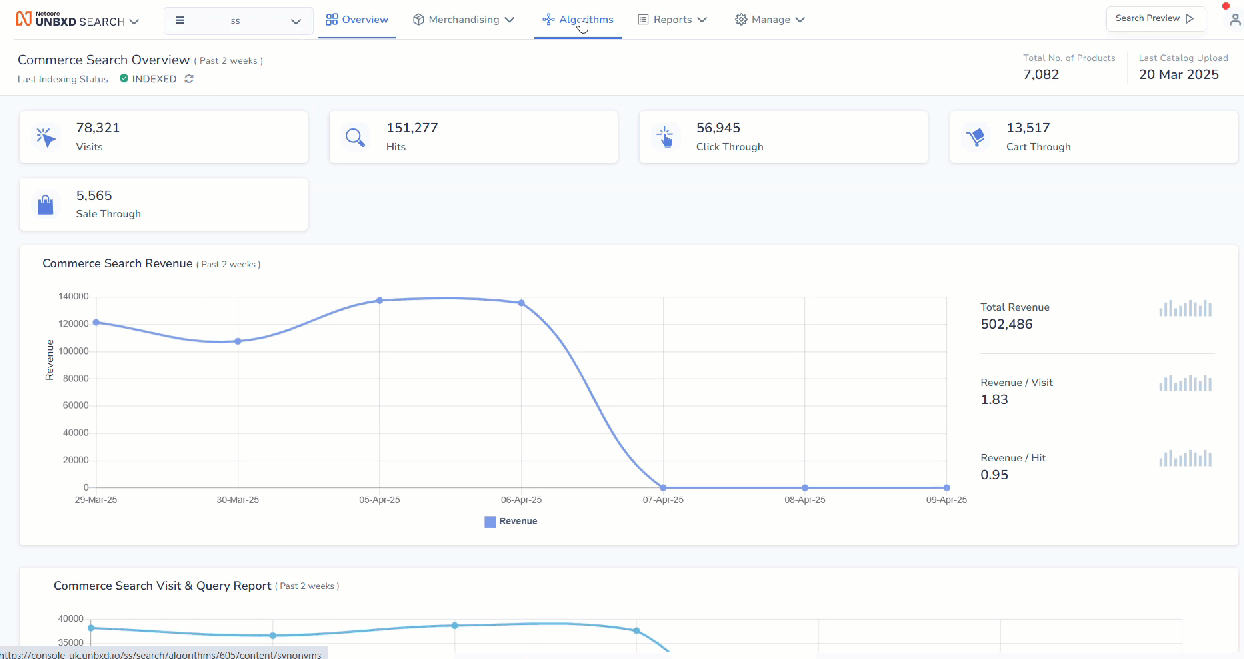 Netcore
UNBXD SEARCH
ss
Overview
Merchandising
Algorithms
Reports
Manage
Search Preview
Commerce Search Overview ( Past 2 weeks )
Last Indexing Status INDEXED
Total No. of Products
7,082
Last Catalog Upload
20 Mar 2025
78,321
Visits
151,277
Hits
56,945
Click Through
13,517
Cart Through
5,565
Sale Through
Commerce Search Revenue ( Past 2 weeks )
140000
120000
100000
80000
60000
40000
20000
0
Revenue
29-Mar-25
30-Mar-25
05-Apr-25
06-Apr-25
07-Apr-25
08-Apr-25
09-Apr-25
Revenue
Total Revenue
502,486
Revenue / Visit
1.83
Revenue / Hit
0.95
Commerce Search Visit & Query Report ( Past 2 weeks )
40000
35000
https://console-uk.unbxd.io/ss/search/algorithms/605/content/synonyms